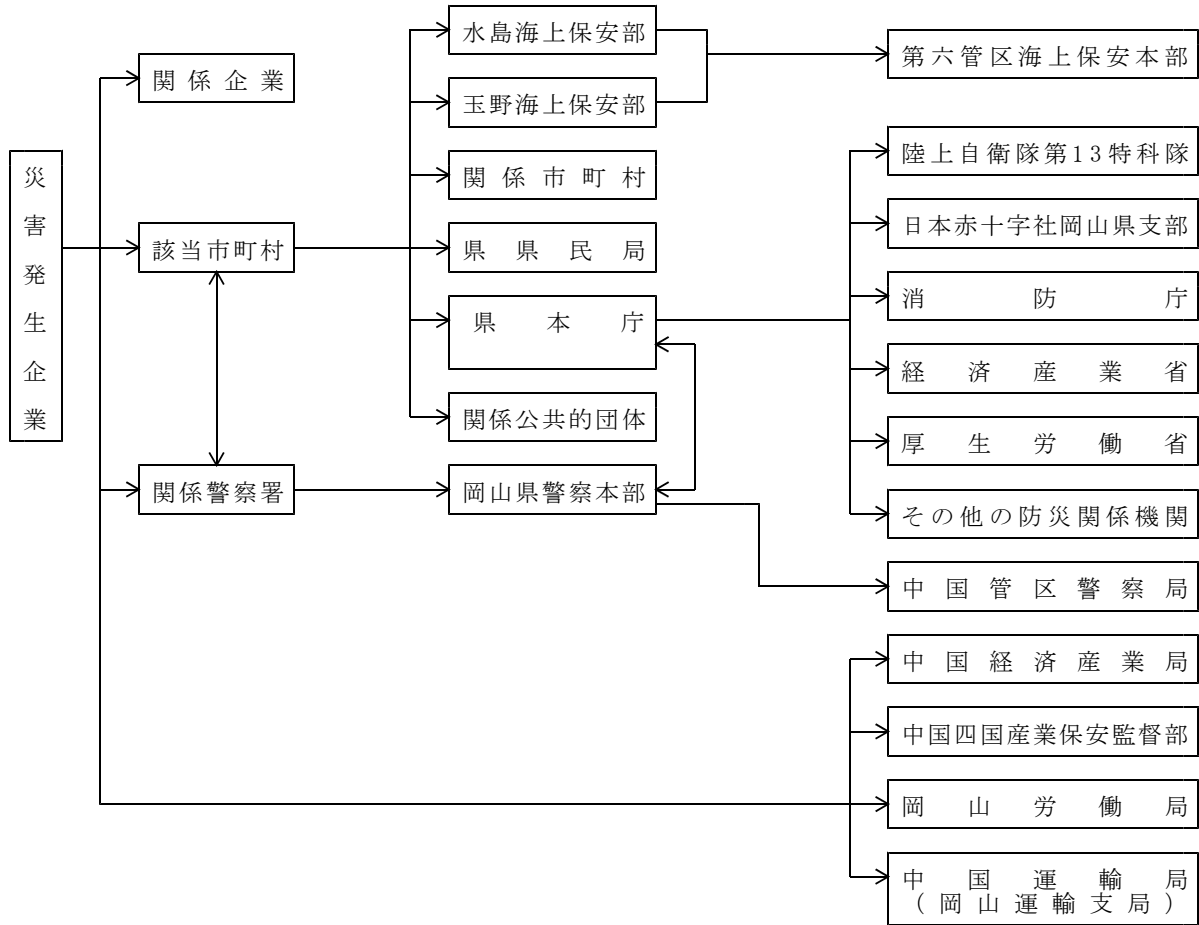 災害発生企業
関係企業
該当市町村
関係警察署
水島海上保安部
玉野海上保安部
関係市町村
県県民局
県本庁
関係公共的団体
岡山県警察本部
第六管区海上保安本部
陸上自衛隊第13特科隊
日本赤十字社岡山県支部
消防庁
経済産業省
厚生労働省
その他の防災関係機関
中国管区警察局
中国経済産業局
中国四国産業保安監督部
岡山労働局
中国運輸局
(岡山運輸支局)